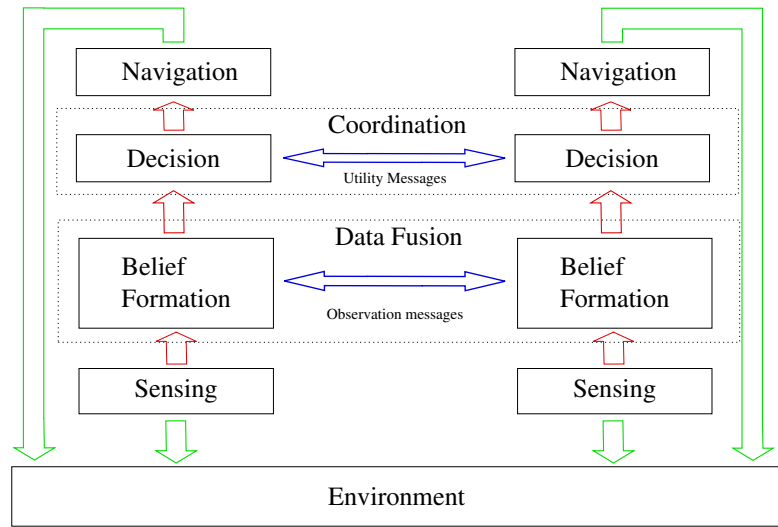 Navigation
Navigation
Coordination
Decision
Decision
Utility Messages
Data Fusion
Belief
Formation
Belief
Formation
Observation messages
Sensing
Sensing
Environment